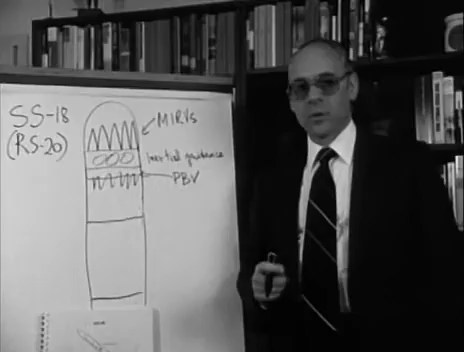 SS-18
(RS-20)
MIRVs
Inertial guidance
PBV